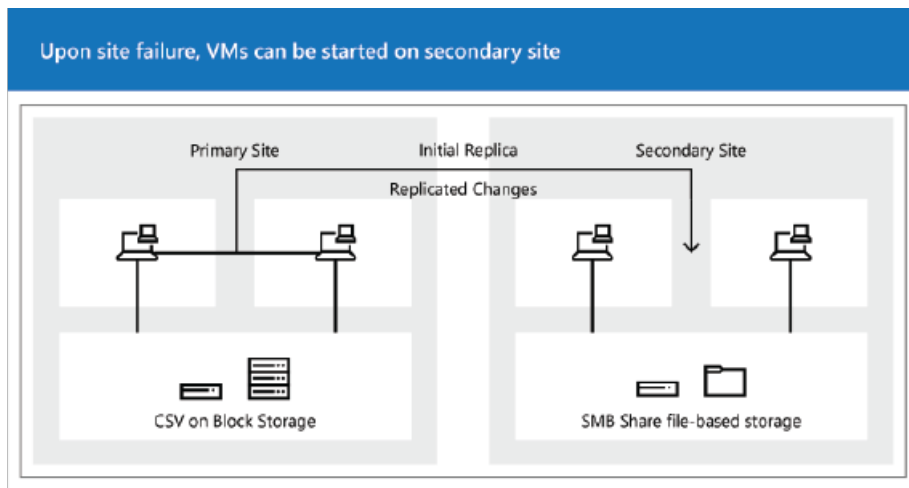 Upon site failure, VMs can be started on secondary site
Primary Site
Initial Replica
Secondary Site
Replicated Changes
CSV on Block Storage
SMB Share file-based storage